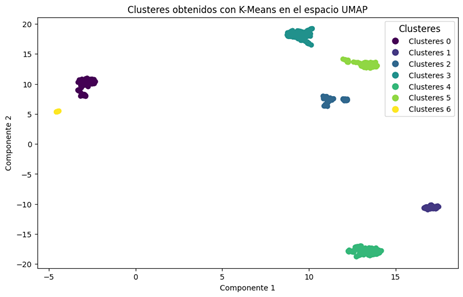 Clusteres obtenidos con K-Means en el espacio UMAP
Clusteres
Clusteres 0
Clusteres 1
Clusteres 2
Clusteres 3
Clusteres 4
Clusteres 5
Clusteres 6
Componente 2
20
15
10
5
0
−5
−10
−15
−20
−5
0
5
10
15
Componente 1